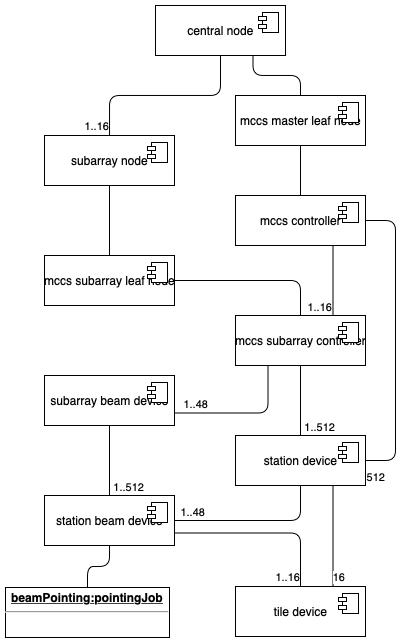 central node
1..16
mccs master leaf node
subarray node
mccs controller
mccs subarray leaf node
1..16
mccs subarray controller
subarray beam device
1..48
1..512
station device
512
1..512
station beam device
1..48
1..16
16
beamPointing:pointingJob
tile device